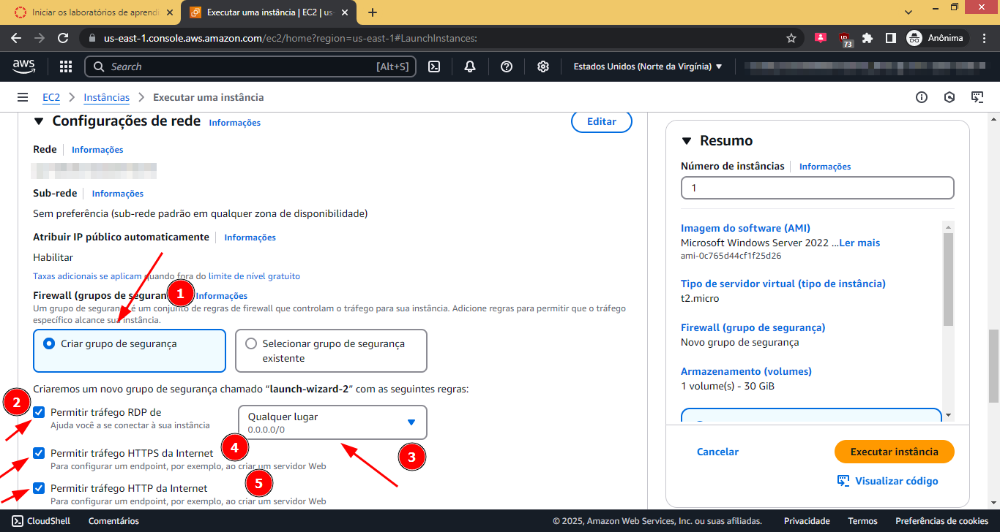 Iniciar os laboratórios de aprendi
Executar uma instância | EC2 | us-
us-east-1.console.aws.amazon.com/ec2/home?region=us-east-1#LaunchInstances:
73
Anônima
aws
Search
[Alt+S]
Estados Unidos (Norte da Virgínia)
EC2
Instâncias
Executar uma instância
Configurações de rede
Informações
Editar
Rede
Informações
Sub-rede
Informações
Sem preferência (sub-rede padrão em qualquer zona de disponibilidade)
Atribuir IP público automaticamente
Informações
Habilitar
Taxas adicionais se aplicam quando fora do limite de nível gratuito
Firewall (grupos de seguran
1
Informações
Um grupo de segurança é um conjunto de regras de firewall que controlam o tráfego para sua instância. Adicione regras para permitir que o tráfego
específico alcance sua instância.
Criar grupo de segurança
Selecionar grupo de segurança
existente
Criaremos um novo grupo de segurança chamado “launch-wizard-2” com as seguintes regras:
2
Permitir tráfego RDP de
Ajuda você a se conectar à sua instância
Qualquer lugar
0.0.0.0/0
3
4
Permitir tráfego HTTPS da Internet
Para configurar um endpoint, por exemplo, ao criar um servidor Web
5
Permitir tráfego HTTP da Internet
Para configurar um endpoint, por exemplo, ao criar um servidor Web
Resumo
Número de instâncias
Informações
1
Imagem do software (AMI)
Microsoft Windows Server 2022 ...Ler mais
ami-0c765d44cf1f25d26
Tipo de servidor virtual (tipo de instância)
t2.micro
Firewall (grupo de segurança)
Novo grupo de segurança
Armazenamento (volumes)
1 volume(s) - 30 GiB
Cancelar
Executar instância
Visualizar código
CloudShell
Comentários
© 2025, Amazon Web Services, Inc. ou suas afiliadas.
Privacidade
Termos
Preferências de cookies